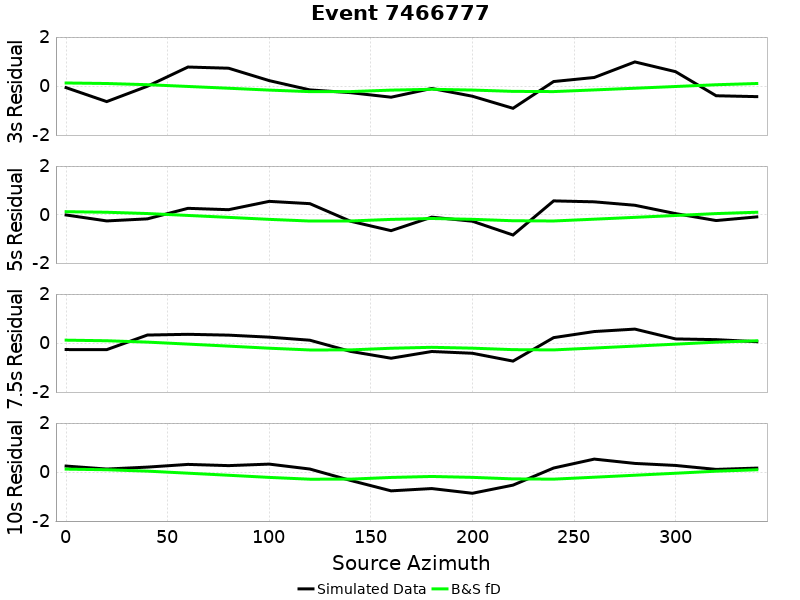 Event 7466777
3s Residual
2
0
-2
5s Residual
2
0
-2
7.5s Residual
2
0
-2
10s Residual
2
0
-2
0 50 100 150 200 250 300
Source Azimuth
Simulated Data B&S fD